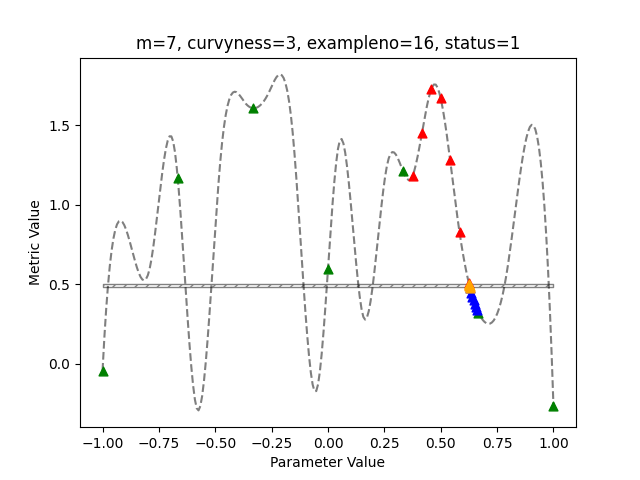 m=7, curvyness=3, exampleno=16, status=1
Metric Value
1.5
1.0
0.5
0.0
−1.00 −0.75 −0.50 −0.25 0.00 0.25 0.50 0.75 1.00
Parameter Value